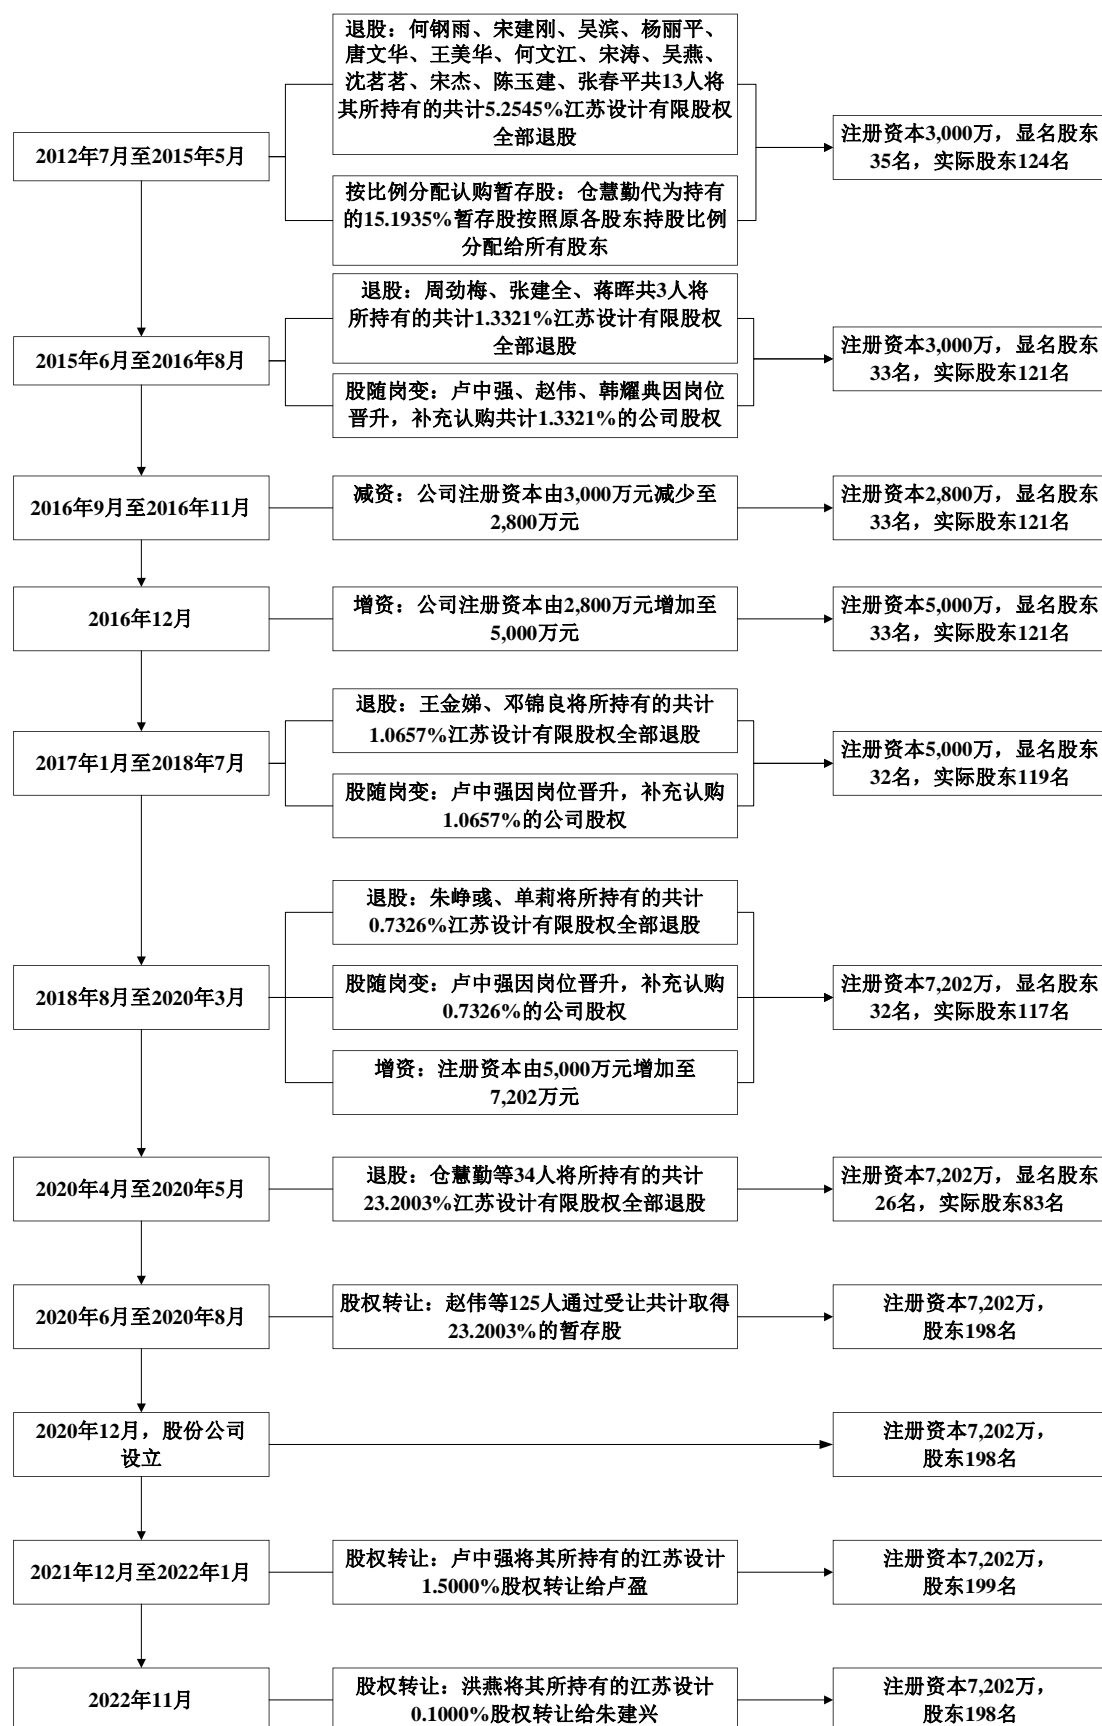 退股：何钢雨、宋建刚、吴滨、杨丽平、
唐文华、王美华、何文江、宋涛、吴燕、
沈茗茗、宋杰、陈玉建、张春平共13人将
其所持有的共计5.2545%江苏设计有限股权
全部退股
2012年7月至2015年5月
注册资本3,000万，显名股东
35名，实际股东124名
按比例分配认购暂存股：仓慧勤代为持有
的15.1935%暂存股按照原各股东持股比例
分配给所有股东
退股：周劲梅、张建全、蒋晖共3人将
所持有的共计1.3321%江苏设计有限股权
全部退股
2015年6月至2016年8月
注册资本3,000万，显名股东
33名，实际股东121名
股随岗变：卢中强、赵伟、韩耀典因岗位
晋升，补充认购共计1.3321%的公司股权
2016年9月至2016年11月
减资：公司注册资本由3,000万元减少至
2,800万元
注册资本2,800万，显名股东
33名，实际股东121名
2016年12月
增资：公司注册资本由2,800万元增加至
5,000万元
注册资本5,000万，显名股东
33名，实际股东121名
退股：王金娣、邓锦良将所持有的共计
1.0657%江苏设计有限股权全部退股
2017年1月至2018年7月
注册资本5,000万，显名股东
32名，实际股东119名
股随岗变：卢中强因岗位晋升，补充认购
1.0657%的公司股权
退股：朱峥彧、单莉将所持有的共计
0.7326%江苏设计有限股权全部退股
2018年8月至2020年3月
股随岗变：卢中强因岗位晋升，补充认购
0.7326%的公司股权
注册资本7,202万，显名股东
32名，实际股东117名
增资：注册资本由5,000万元增加至
7,202万元
2020年4月至2020年5月
退股：仓慧勤等34人将所持有的共计
23.2003%江苏设计有限股权全部退股
注册资本7,202万，显名股东
26名，实际股东83名
2020年6月至2020年8月
股权转让：赵伟等125人通过受让共计取得
23.2003%的暂存股
注册资本7,202万，
股东198名
2020年12月，股份公司
设立
注册资本7,202万，
股东198名
2021年12月至2022年1月
股权转让：卢中强将其所持有的江苏设计
1.5000%股权转让给卢盈
注册资本7,202万，
股东199名
2022年11月
股权转让：洪燕将其所持有的江苏设计
0.1000%股权转让给朱建兴
注册资本7,202万，
股东198名